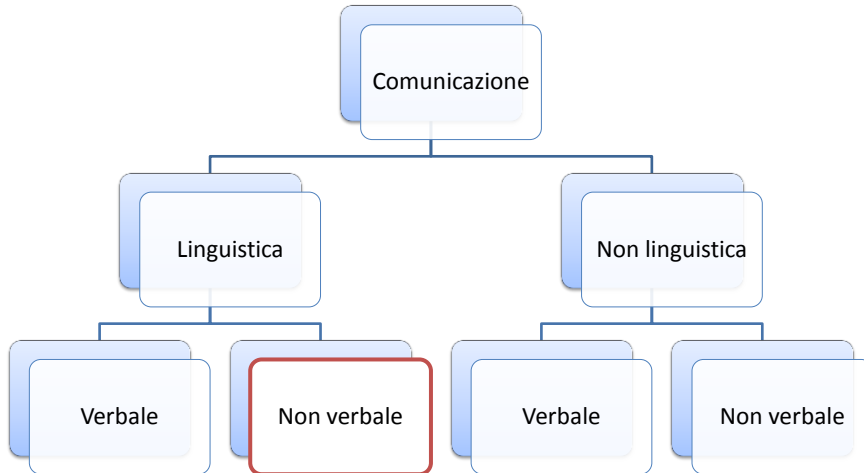 Comunicazione
Linguistica
Non linguistica
Verbale
Non verbale
Verbale
Non verbale